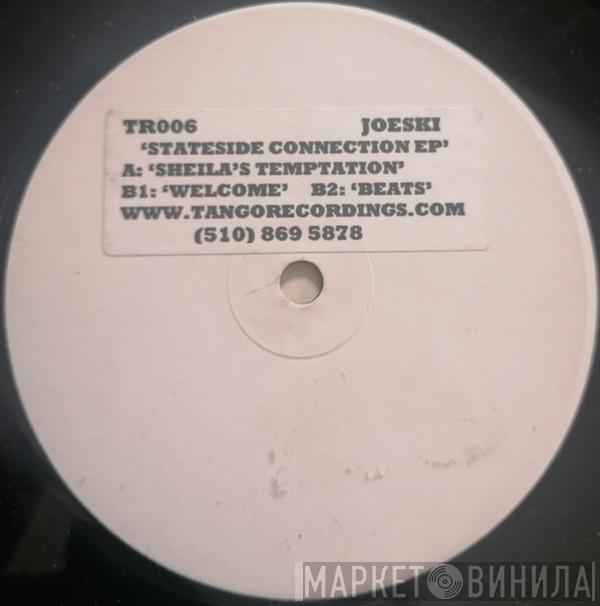 TR006 JOESKI
‘STATESIDE CONNECTION EP’
A: ‘SHEILA’S TEMPTATION’
B1: ‘WELCOME’ B2: ‘BEATS’
WWW.TANGORECORDINGS.COM
(510) 869 5878
МАРКЕТ ВИНИЛА